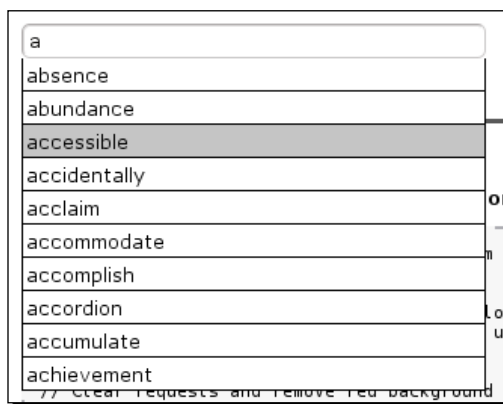 a
absence
abundance
accessible
accidentally
acclaim
accommodate
accomplish
accordion
accumulate
achievement
// Clear requests and remove red background